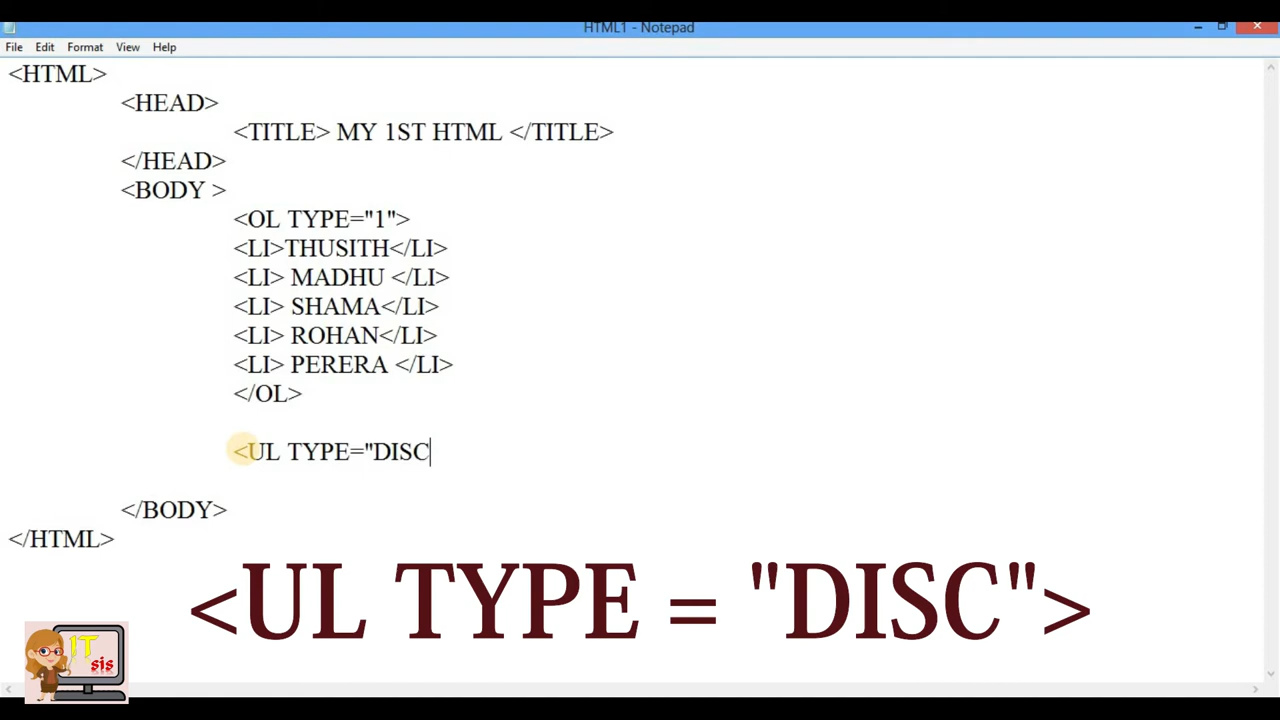 HTML1 - Notepad
File Edit Format View Help
<HTML>
<HEAD>
<TITLE> MY 1ST HTML </TITLE>
</HEAD>
<BODY >
<OL TYPE="1">
<LI>THUSITH</LI>
<LI> MADHU </LI>
<LI> SHAMA</LI>
<LI> ROHAN</LI>
<LI> PERERA </LI>
</OL>
<UL TYPE="DISC
</BODY>
</HTML>
<UL TYPE = "DISC">
IT
sis